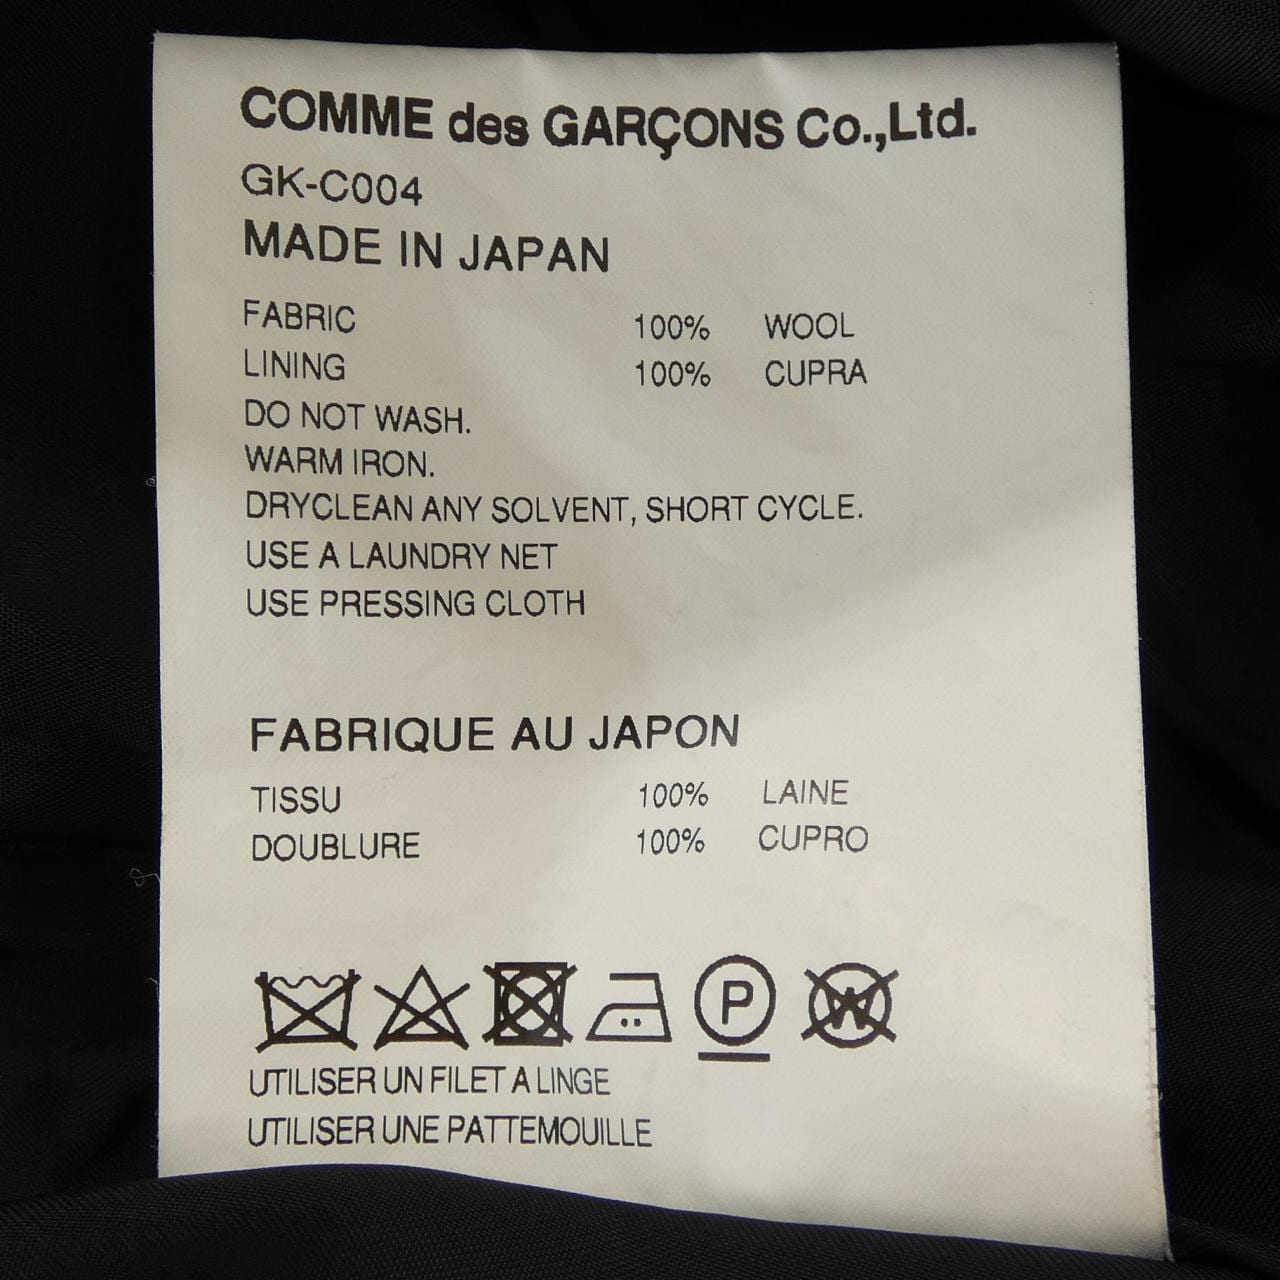 COMME des GARÇONS Co.,Ltd.
GK-C004
MADE IN JAPAN
FABRIC 100% WOOL
LINING 100% CUPRA
DO NOT WASH.
WARM IRON.
DRYCLEAN ANY SOLVENT, SHORT CYCLE.
USE A LAUNDRY NET
USE PRESSING CLOTH
FABRIQUE AU JAPON
TISSU 100% LAINE
DOUBLURE 100% CUPRO
P W
UTILISER UN FILET A LINGE
UTILISER UNE PATTEMOUILLE